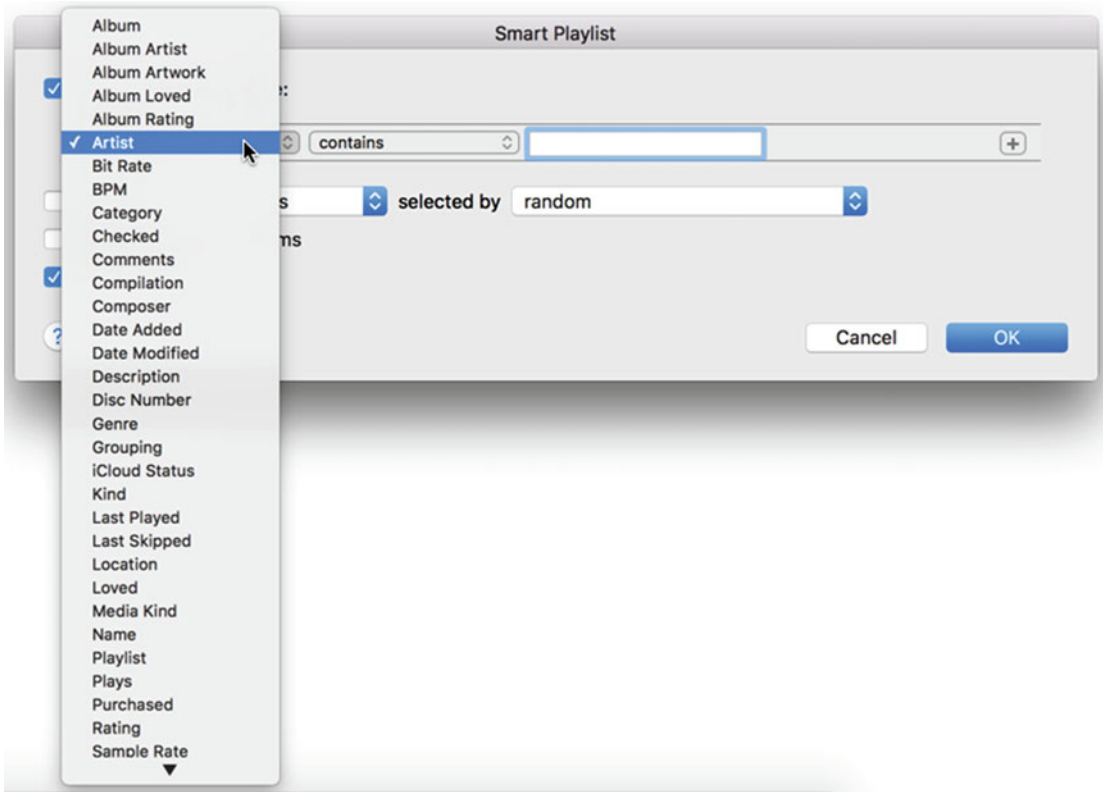 Smart Playlist
Album
Album Artist
Album Artwork
Album Loved
Album Rating
✓ Artist
Bit Rate
BPM
Category
Checked
Comments
Compilation
Composer
Date Added
Date Modified
Description
Disc Number
Genre
Grouping
iCloud Status
Kind
Last Played
Last Skipped
Location
Loved
Media Kind
Name
Playlist
Plays
Purchased
Rating
Sample Rate
contains
selected by random
?
Cancel OK